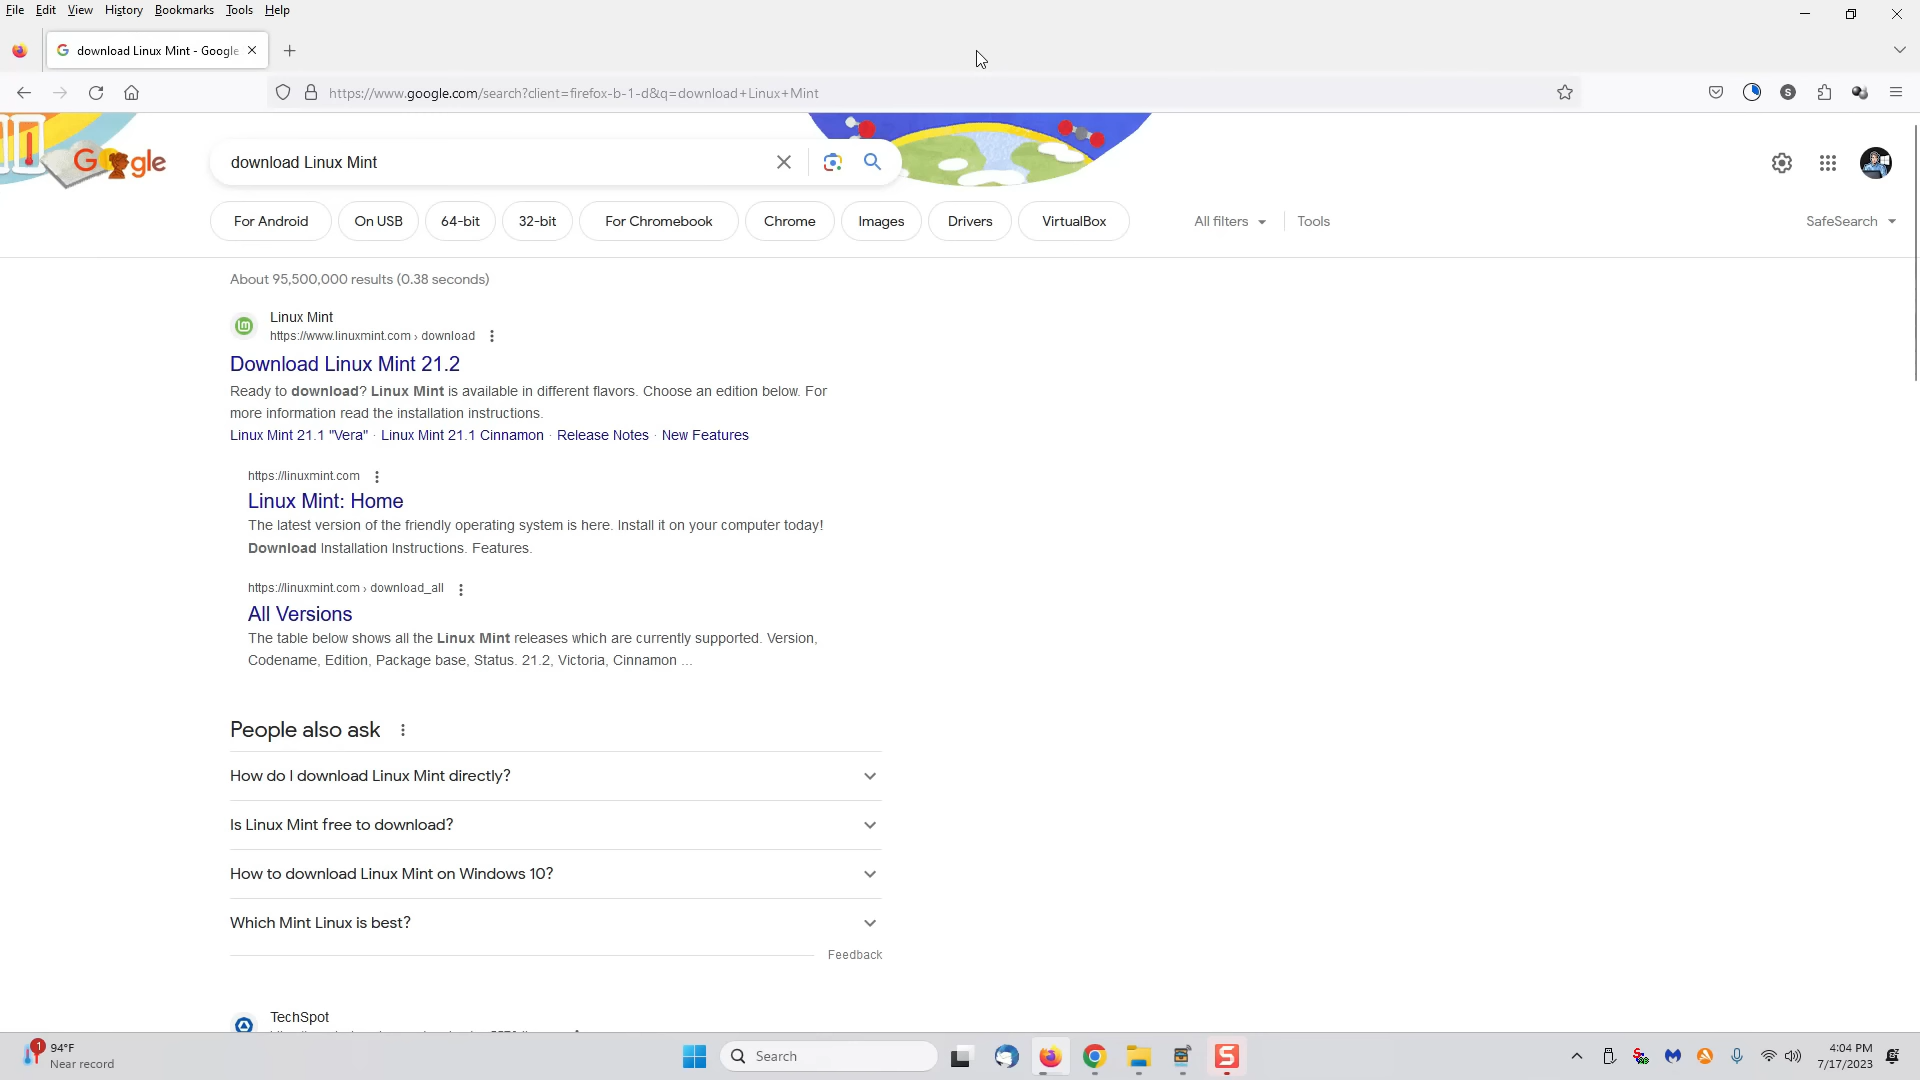 File Edit View History Bookmarks Tools Help
download Linux Mint - Google
https://www.google.com/search?client=firefox-b-1-d&q=download+Linux+Mint
Google
download Linux Mint
For Android On USB 64-bit 32-bit For Chromebook Chrome Images Drivers VirtualBox All filters Tools SafeSearch
About 95,500,000 results (0.38 seconds)
Linux Mint
https://www.linuxmint.com › download
Download Linux Mint 21.2
Ready to download? Linux Mint is available in different flavors. Choose an edition below. For
more information read the installation instructions.
Linux Mint 21.1 "Vera" · Linux Mint 21.1 Cinnamon · Release Notes · New Features
https://linuxmint.com
Linux Mint: Home
The latest version of the friendly operating system is here. Install it on your computer today!
Download Installation Instructions. Features.
https://linuxmint.com › download_all
All Versions
The table below shows all the Linux Mint releases which are currently supported. Version,
Codename, Edition, Package base, Status. 21.2, Victoria, Cinnamon ...
People also ask
How do I download Linux Mint directly?
Is Linux Mint free to download?
How to download Linux Mint on Windows 10?
Which Mint Linux is best?
Feedback
TechSpot
1
94°F
Near record
Search
4:04 PM
7/17/2023